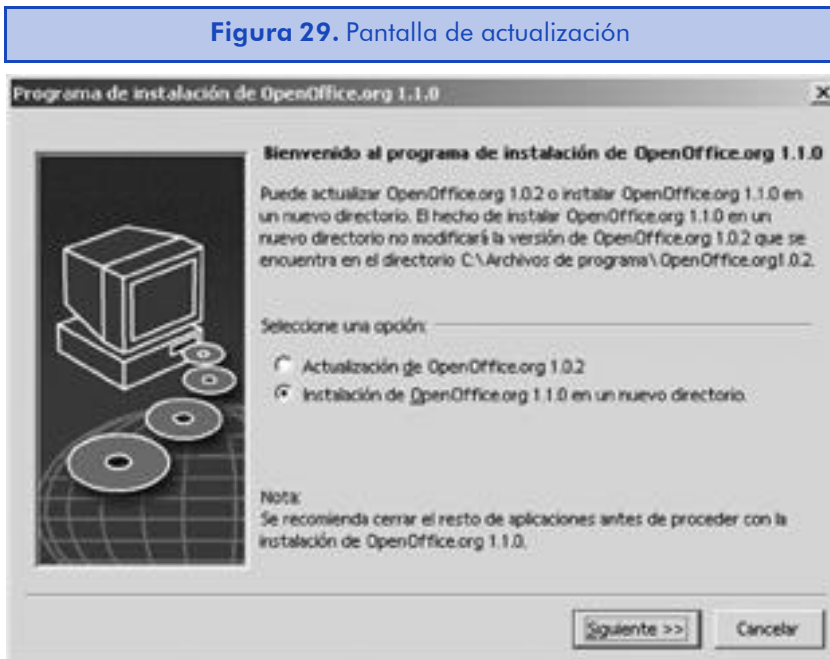 Figura 29. Pantalla de actualización
Programa de instalación de OpenOffice.org 1.1.0
Bienvenido al programa de instalación de OpenOffice.org 1.1.0
Puede actualizar OpenOffice.org 1.0.2 o instalar OpenOffice.org 1.1.0 en
un nuevo directorio. El hecho de instalar OpenOffice.org 1.1.0 en un
nuevo directorio no modificará la versión de OpenOffice.org 1.0.2 que se
encuentra en el directorio C:\Archivos de programa\OpenOffice.org1.0.2.
Seleccione una opción:
Actualización de OpenOffice.org 1.0.2
Instalación de OpenOffice.org 1.1.0 en un nuevo directorio.
Nota:
Se recomienda cerrar el resto de aplicaciones antes de proceder con la
instalación de OpenOffice.org 1.1.0.
Siguiente >>
Cancelar